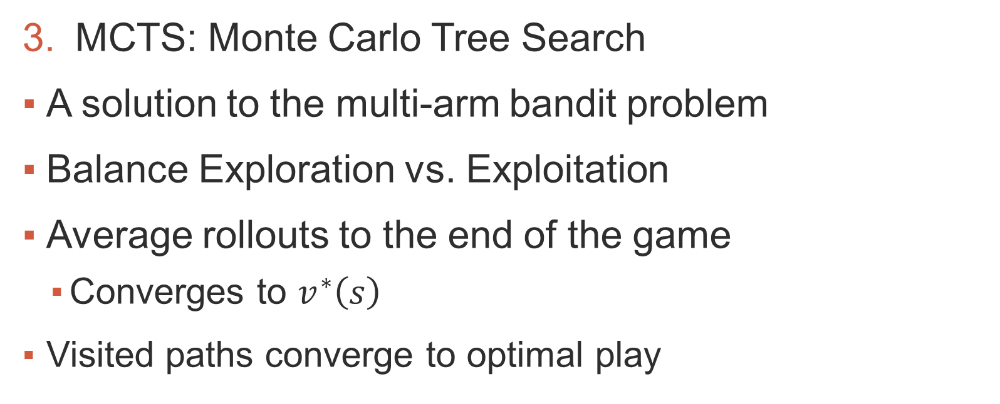 3. MCTS: Monte Carlo Tree Search
▪ A solution to the multi-arm bandit problem
▪ Balance Exploration vs. Exploitation
▪ Average rollouts to the end of the game
▪ Converges to v*(s)
▪ Visited paths converge to optimal play